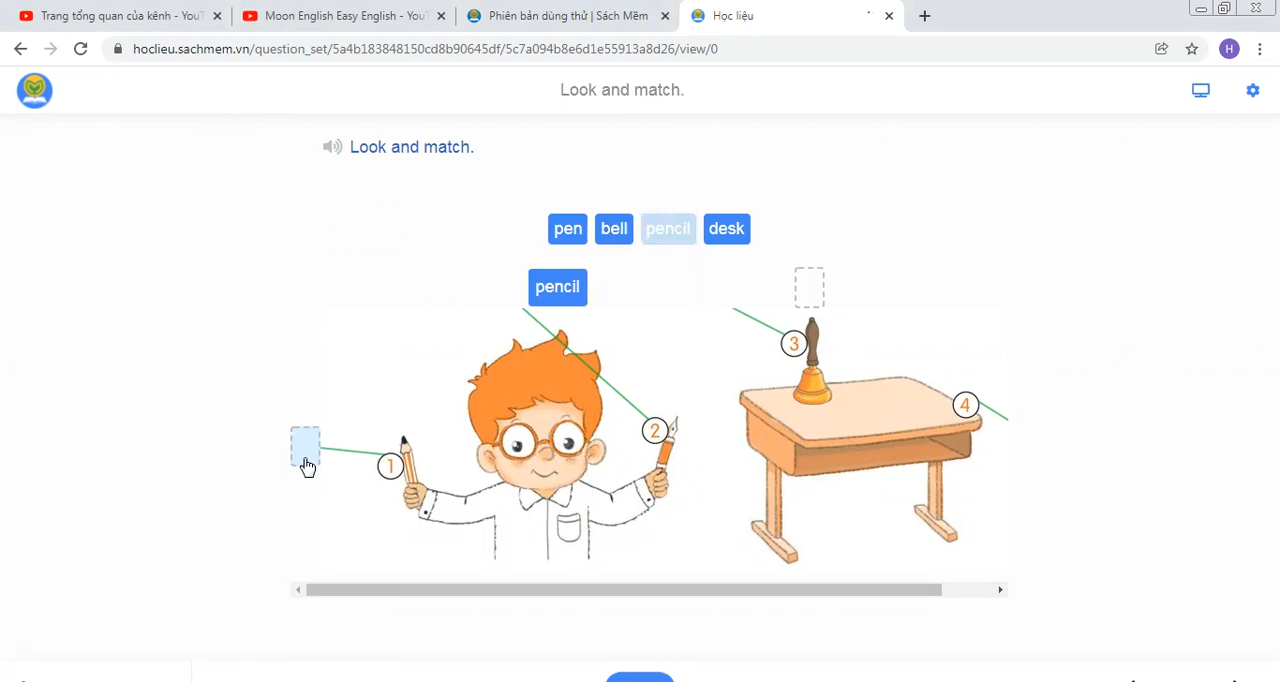 Trang tổng quan của kênh - YouT
Moon English Easy English - You
Phiên bản dùng thử | Sách Mềm
Học liệu
hoclieu.sachmem.vn/question_set/5a4b183848150cd8b90645df/5c7a094b8e6d1e55913a8d26/view/0
H
Look and match.
Look and match.
pen bell pencil desk
pencil
3
4
2
1